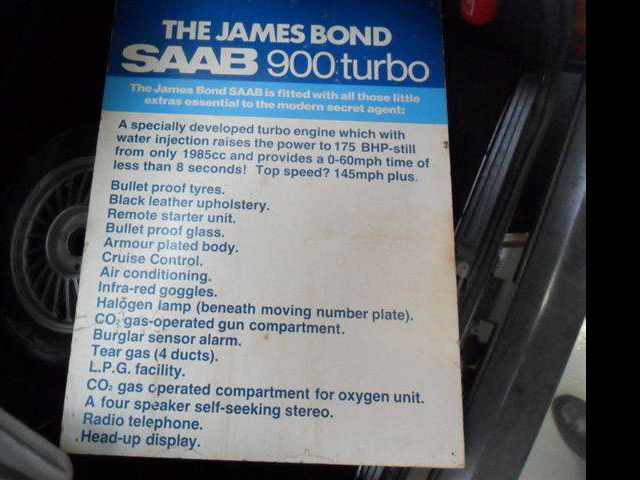 THE JAMES BOND
SAAB 900 turbo
The James Bond SAAB is fitted with all those little
extras essential to the modern secret agent:
A specially developed turbo engine which with
water injection raises the power to 175 BHP-still
from only 1985cc and provides a 0-60mph time of
less than 8 seconds! Top speed? 145mph plus.
Bullet proof tyres.
Black leather upholstery.
Remote starter unit.
Bullet proof glass.
Armour plated body.
Cruise Control.
Air conditioning.
Infra-red goggles.
Halogen lamp (beneath moving number plate).
CO₂ gas-operated gun compartment.
Burglar sensor alarm.
Tear gas (4 ducts).
L.P.G. facility.
CO₂ gas operated compartment for oxygen unit.
A four speaker self-seeking stereo.
Radio telephone.
Head-up display.